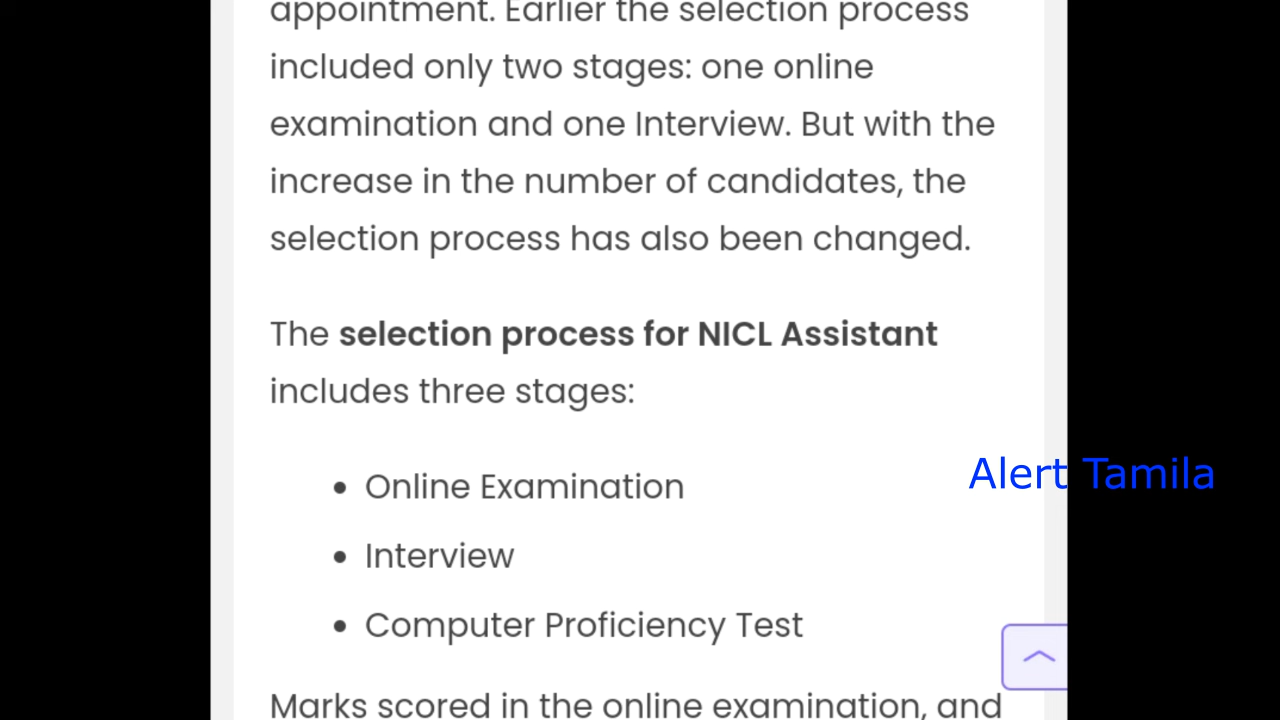 appointment. Earlier the selection process
included only two stages: one online
examination and one Interview. But with the
increase in the number of candidates, the
selection process has also been changed.
The selection process for NICL Assistant
includes three stages:
• Online Examination
Alert Tamila
• Interview
• Computer Proficiency Test
Marks scored in the online examination, and